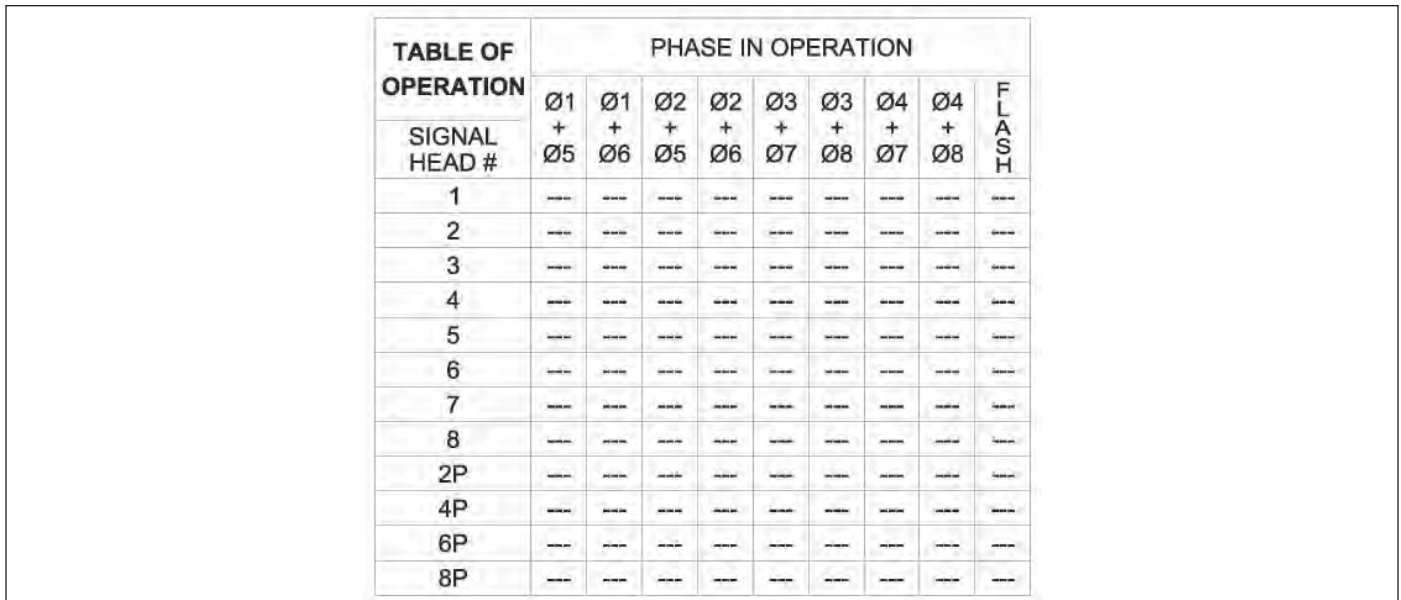 TABLE OF OPERATION PHASE IN OPERATION
SIGNAL HEAD # Ø1 + Ø5 Ø1 + Ø6 Ø2 + Ø5 Ø2 + Ø6 Ø3 + Ø7 Ø3 + Ø8 Ø4 + Ø7 Ø4 + Ø8 FLASH
1 --- --- --- --- --- --- --- --- ---
2 --- --- --- --- --- --- --- --- ---
3 --- --- --- --- --- --- --- --- ---
4 --- --- --- --- --- --- --- --- ---
5 --- --- --- --- --- --- --- --- ---
6 --- --- --- --- --- --- --- --- ---
7 --- --- --- --- --- --- --- --- ---
8 --- --- --- --- --- --- --- --- ---
2P --- --- --- --- --- --- --- --- ---
4P --- --- --- --- --- --- --- --- ---
6P --- --- --- --- --- --- --- --- ---
8P --- --- --- --- --- --- --- --- ---